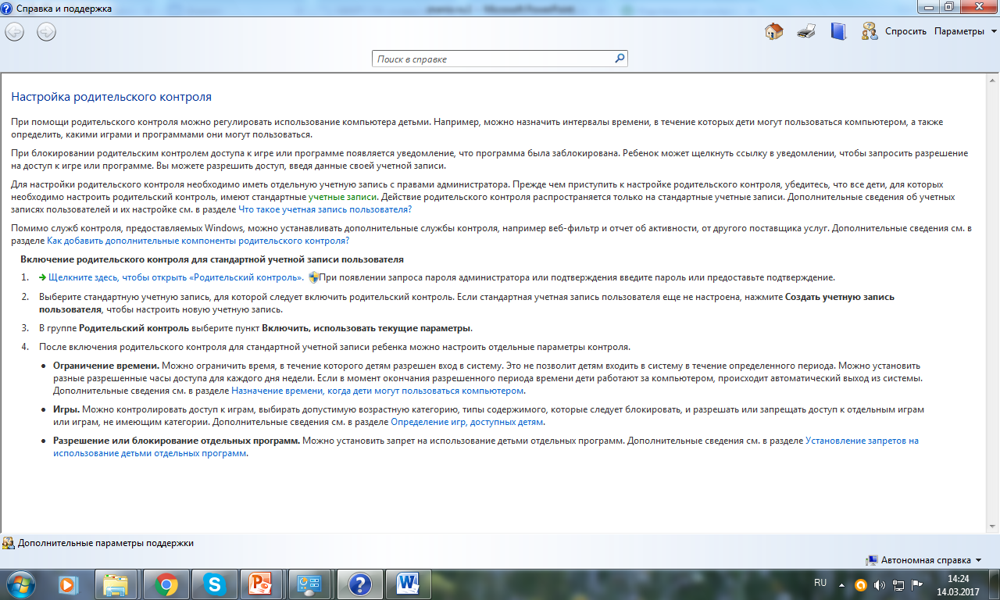 Справка и поддержка
Microsoft PowerPoint
Спросить Параметры
Поиск в справке
Настройка родительского контроля
При помощи родительского контроля можно регулировать использование компьютера детьми. Например, можно назначить интервалы времени, в течение которых дети могут пользоваться компьютером, а также
определить, какими играми и программами они могут пользоваться.
При блокировании родительским контролем доступа к игре или программе появляется уведомление, что программа была заблокирована. Ребенок может щелкнуть ссылку в уведомлении, чтобы запросить разрешение
на доступ к игре или программе. Вы можете разрешить доступ, введя данные своей учетной записи.
Для настройки родительского контроля необходимо иметь отдельную учетную запись с правами администратора. Прежде чем приступить к настройке родительского контроля, убедитесь, что все дети, для которых
необходимо настроить родительский контроль, имеют стандартные учетные записи. Действие родительского контроля распространяется только на стандартные учетные записи. Дополнительные сведения об учетных
записях пользователей и их настройке см. в разделе Что такое учетная запись пользователя?
Помимо служб контроля, предоставляемых Windows, можно устанавливать дополнительные службы контроля, например веб-фильтр и отчет об активности, от другого поставщика услуг. Дополнительные сведения см. в
разделе Как добавить дополнительные компоненты родительского контроля?
Включение родительского контроля для стандартной учетной записи пользователя
1. Щелкните здесь, чтобы открыть «Родительский контроль». При появлении запроса пароля администратора или подтверждения введите пароль или предоставьте подтверждение.
2. Выберите стандартную учетную запись, для которой следует включить родительский контроль. Если стандартная учетная запись пользователя еще не настроена, нажмите Создать учетную запись
пользователя, чтобы настроить новую учетную запись.
3. В группе Родительский контроль выберите пункт Включить, использовать текущие параметры.
4. После включения родительского контроля для стандартной учетной записи ребенка можно настроить отдельные параметры контроля.
• Ограничение времени. Можно ограничить время, в течение которого детям разрешен вход в систему. Это не позволит детям входить в систему в течение определенного периода. Можно установить
разные разрешенные часы доступа для каждого дня недели. Если в момент окончания разрешенного периода времени дети работают за компьютером, происходит автоматический выход из системы.
Дополнительные сведения см. в разделе Назначение времени, когда дети могут пользоваться компьютером.
• Игры. Можно контролировать доступ к играм, выбирать допустимую возрастную категорию, типы содержимого, которые следует блокировать, и разрешать или запрещать доступ к отдельным играм
или играм, не имеющим категории. Дополнительные сведения см. в разделе Определение игр, доступных детям.
• Разрешение или блокирование отдельных программ. Можно установить запрет на использование детьми отдельных программ. Дополнительные сведения см. в разделе Установление запретов на
использование детьми отдельных программ.
Дополнительные параметры поддержки
Автономная справка
RU
14:24
14.03.2017